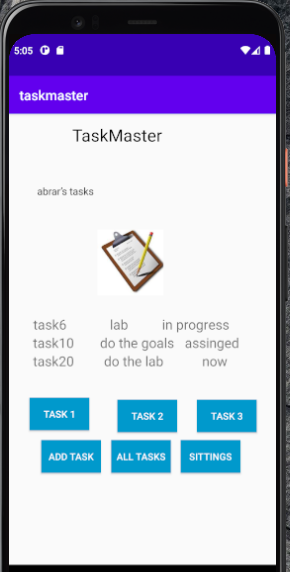 5:05
taskmaster
TaskMaster
abrar's tasks
task6 lab in progress
task10 do the goals assinged
task20 do the lab now
TASK 1 TASK 2 TASK 3
ADD TASK ALL TASKS SITTINGS